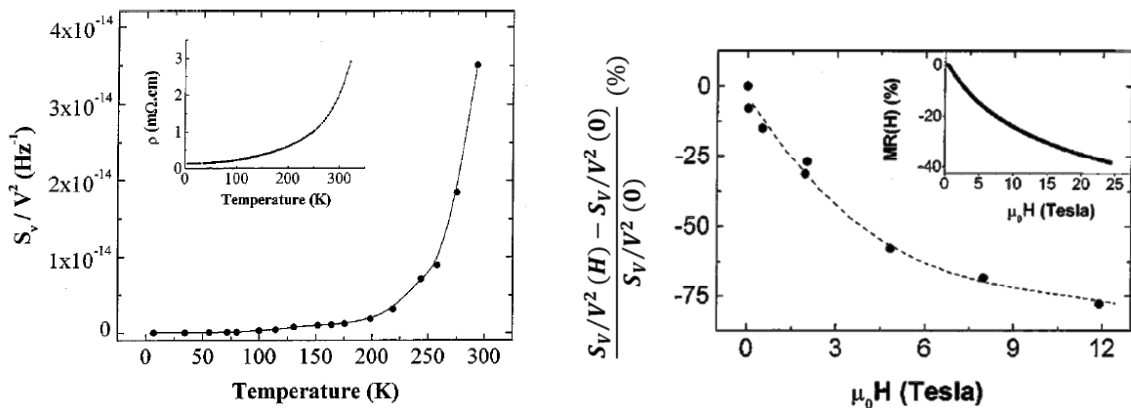 S_v / V² (Hz⁻¹)
4x10⁻¹⁴
3x10⁻¹⁴
2x10⁻¹⁴
1x10⁻¹⁴
0
0 50 100 150 200 250 300
Temperature (K)
ρ (mΩ.cm)
3
2
1
0
0 100 200 300
Temperature (K)
S_V/V² (H) − S_V/V² (0)
S_V/V² (0)
(%)
0
-25
-50
-75
0 3 6 9 12
μ₀H (Tesla)
MR(H) (%)
0
-20
-40
0 5 10 15 20 25
μ₀H (Tesla)